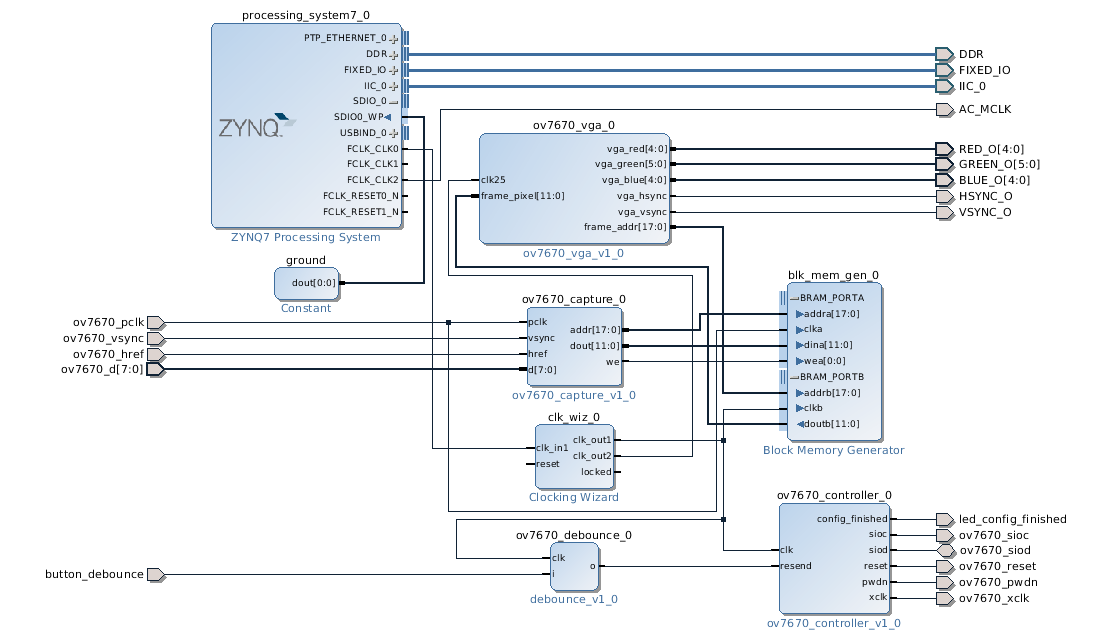 processing_system7_0
PTP_ETHERNET_0
DDR
FIXED_IO
IIC_0
SDIO_0
SDIO0_WP
USBIND_0
FCLK_CLK0
FCLK_CLK1
FCLK_CLK2
FCLK_RESET0_N
FCLK_RESET1_N
ZYNQ
ZYNQ7 Processing System
DDR
FIXED_IO
IIC_0
AC_MCLK
ov7670_vga_0
clk25
frame_pixel[11:0]
vga_red[4:0]
vga_green[5:0]
vga_blue[4:0]
vga_hsync
vga_vsync
frame_addr[17:0]
ov7670_vga_v1_0
RED_O[4:0]
GREEN_O[5:0]
BLUE_O[4:0]
HSYNC_O
VSYNC_O
ground
dout[0:0]
Constant
ov7670_pclk
ov7670_vsync
ov7670_href
ov7670_d[7:0]
ov7670_capture_0
pclk
vsync
href
d[7:0]
addr[17:0]
dout[11:0]
we
ov7670_capture_v1_0
blk_mem_gen_0
BRAM_PORTA
addra[17:0]
clka
dina[11:0]
wea[0:0]
BRAM_PORTB
addrb[17:0]
clkb
doutb[11:0]
Block Memory Generator
clk_wiz_0
clk_in1
reset
clk_out1
clk_out2
locked
Clocking Wizard
button_debounce
ov7670_debounce_0
clk
i
o
debounce_v1_0
ov7670_controller_0
clk
resend
config_finished
sioc
siod
reset
pwdn
xclk
ov7670_controller_v1_0
led_config_finished
ov7670_sioc
ov7670_siod
ov7670_reset
ov7670_pwdn
ov7670_xclk